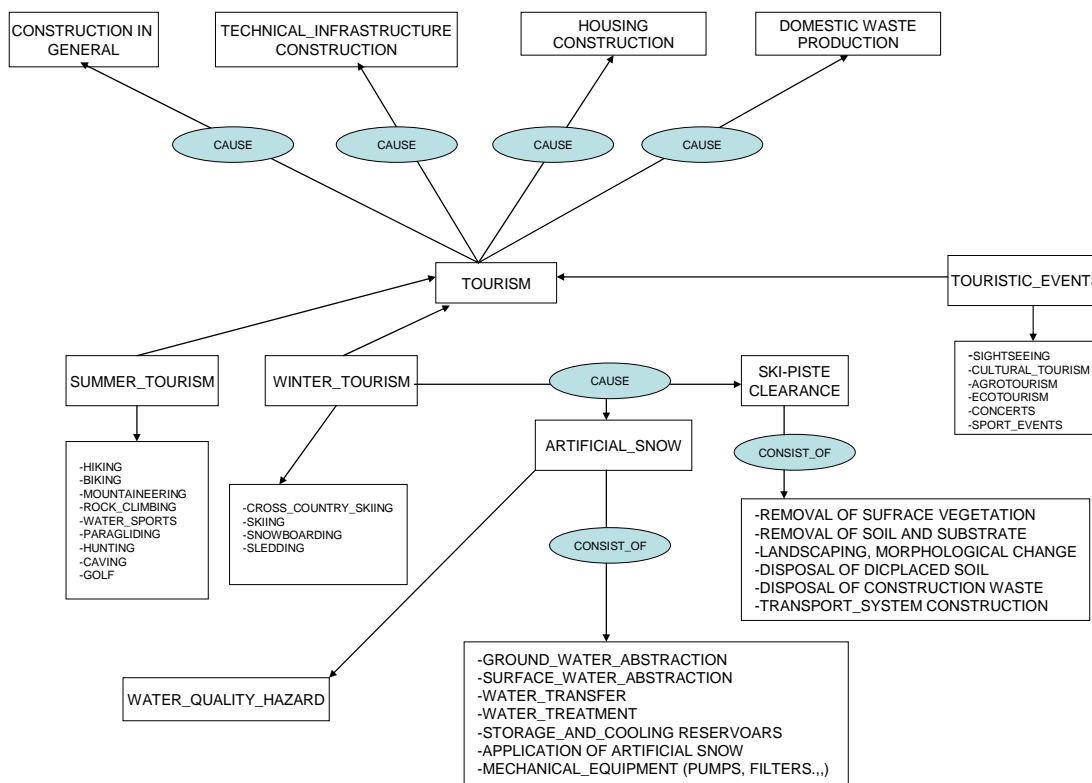 CONSTRUCTION IN
GENERAL
TECHNICAL_INFRASTRUCTURE
CONSTRUCTION
HOUSING
CONSTRUCTION
DOMESTIC WASTE
PRODUCTION
CAUSE
CAUSE
CAUSE
CAUSE
TOURISM
TOURISTIC_EVENTS
SUMMER_TOURISM
WINTER_TOURISM
CAUSE
SKI-PISTE
CLEARANCE
-SIGHTSEEING
-CULTURAL_TOURISM
-AGROTOURISM
-ECOTOURISM
-CONCERTS
-SPORT_EVENTS
ARTIFICIAL_SNOW
CONSIST_OF
-HIKING
-BIKING
-MOUNTAINEERING
-ROCK_CLIMBING
-WATER_SPORTS
-PARAGLIDING
-HUNTING
-CAVING
-GOLF
-CROSS_COUNTRY_SKIING
-SKIING
-SNOWBOARDING
-SLEDDING
CONSIST_OF
-REMOVAL OF SUFRACE VEGETATION
-REMOVAL OF SOIL AND SUBSTRATE
-LANDSCAPING, MORPHOLOGICAL CHANGE
-DISPOSAL OF DICPLACED SOIL
-DISPOSAL OF CONSTRUCTION WASTE
-TRANSPORT_SYSTEM CONSTRUCTION
WATER_QUALITY_HAZARD
-GROUND_WATER_ABSTRACTION
-SURFACE_WATER_ABSTRACTION
-WATER_TRANSFER
-WATER_TREATMENT
-STORAGE_AND_COOLING RESERVOARS
-APPLICATION OF ARTIFICIAL SNOW
-MECHANICAL_EQUIPMENT (PUMPS, FILTERS.,,)